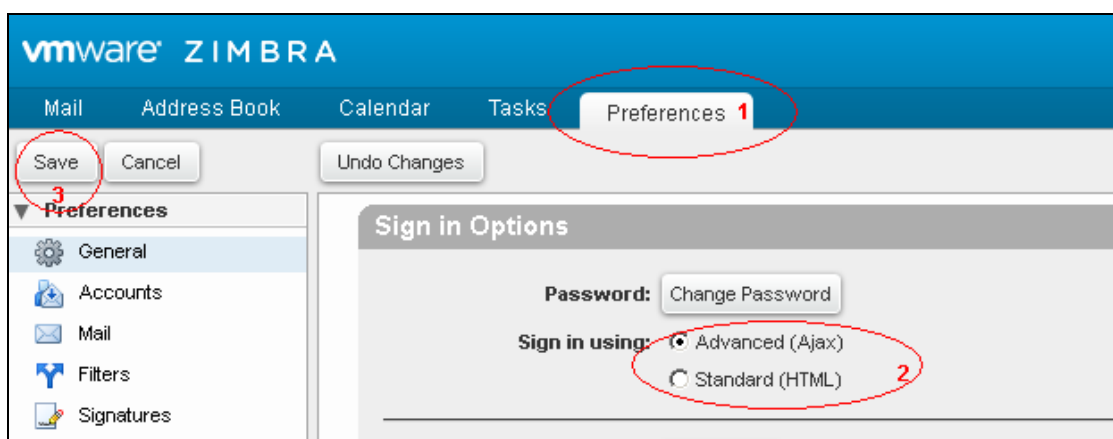 vmware ZIMBRA
Mail Address Book Calendar Tasks Preferences 1
Save Cancel Undo Changes
3
Preferences
General
Accounts
Mail
Filters
Signatures
Sign in Options
Password: Change Password
Sign in using: Advanced (Ajax)
Standard (HTML) 2